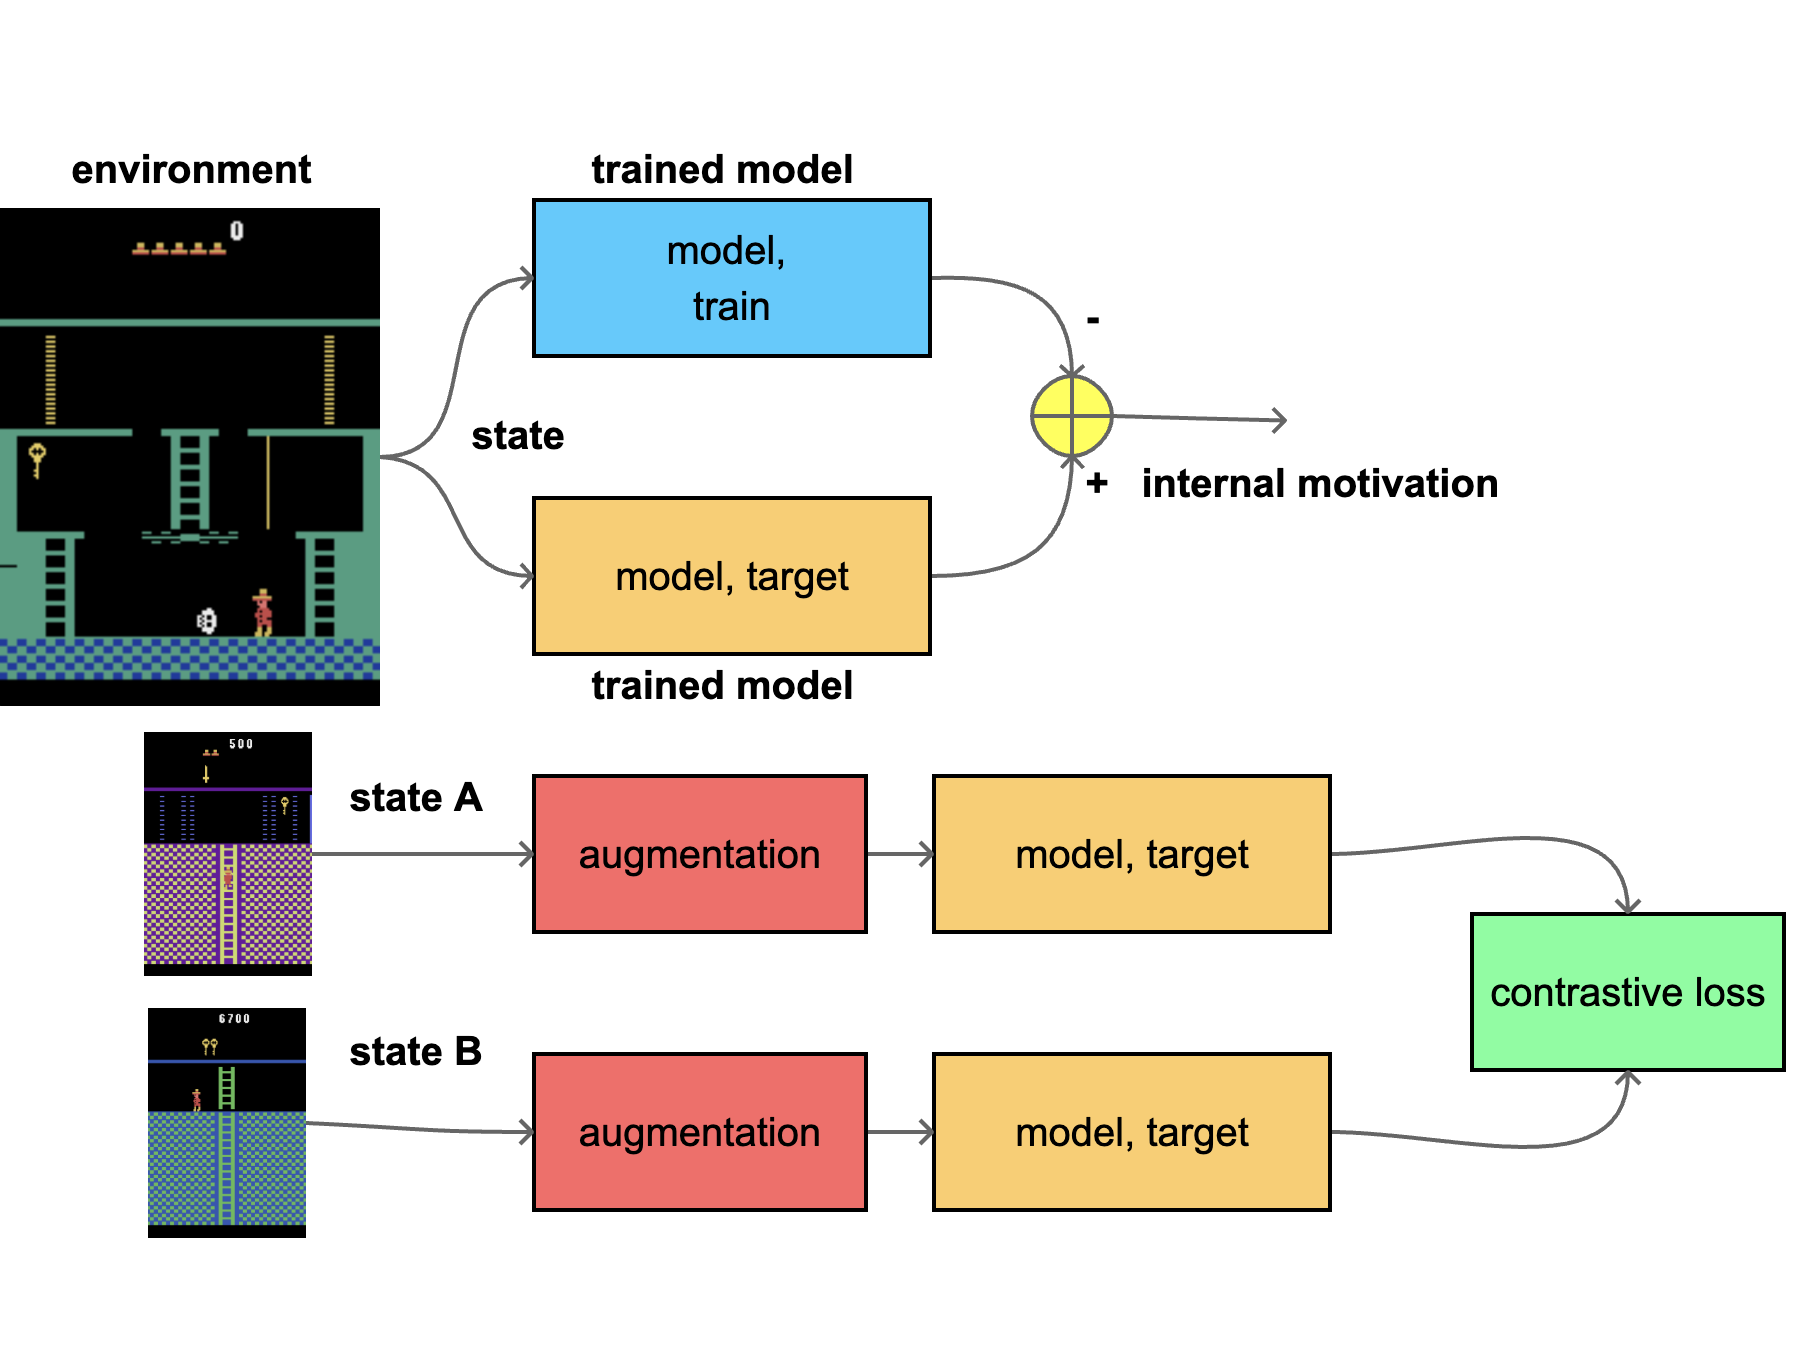 environment
trained model
0
model,
train
-
state
+ internal motivation
model, target
trained model
500
state A
augmentation
model, target
contrastive loss
6700
state B
augmentation
model, target